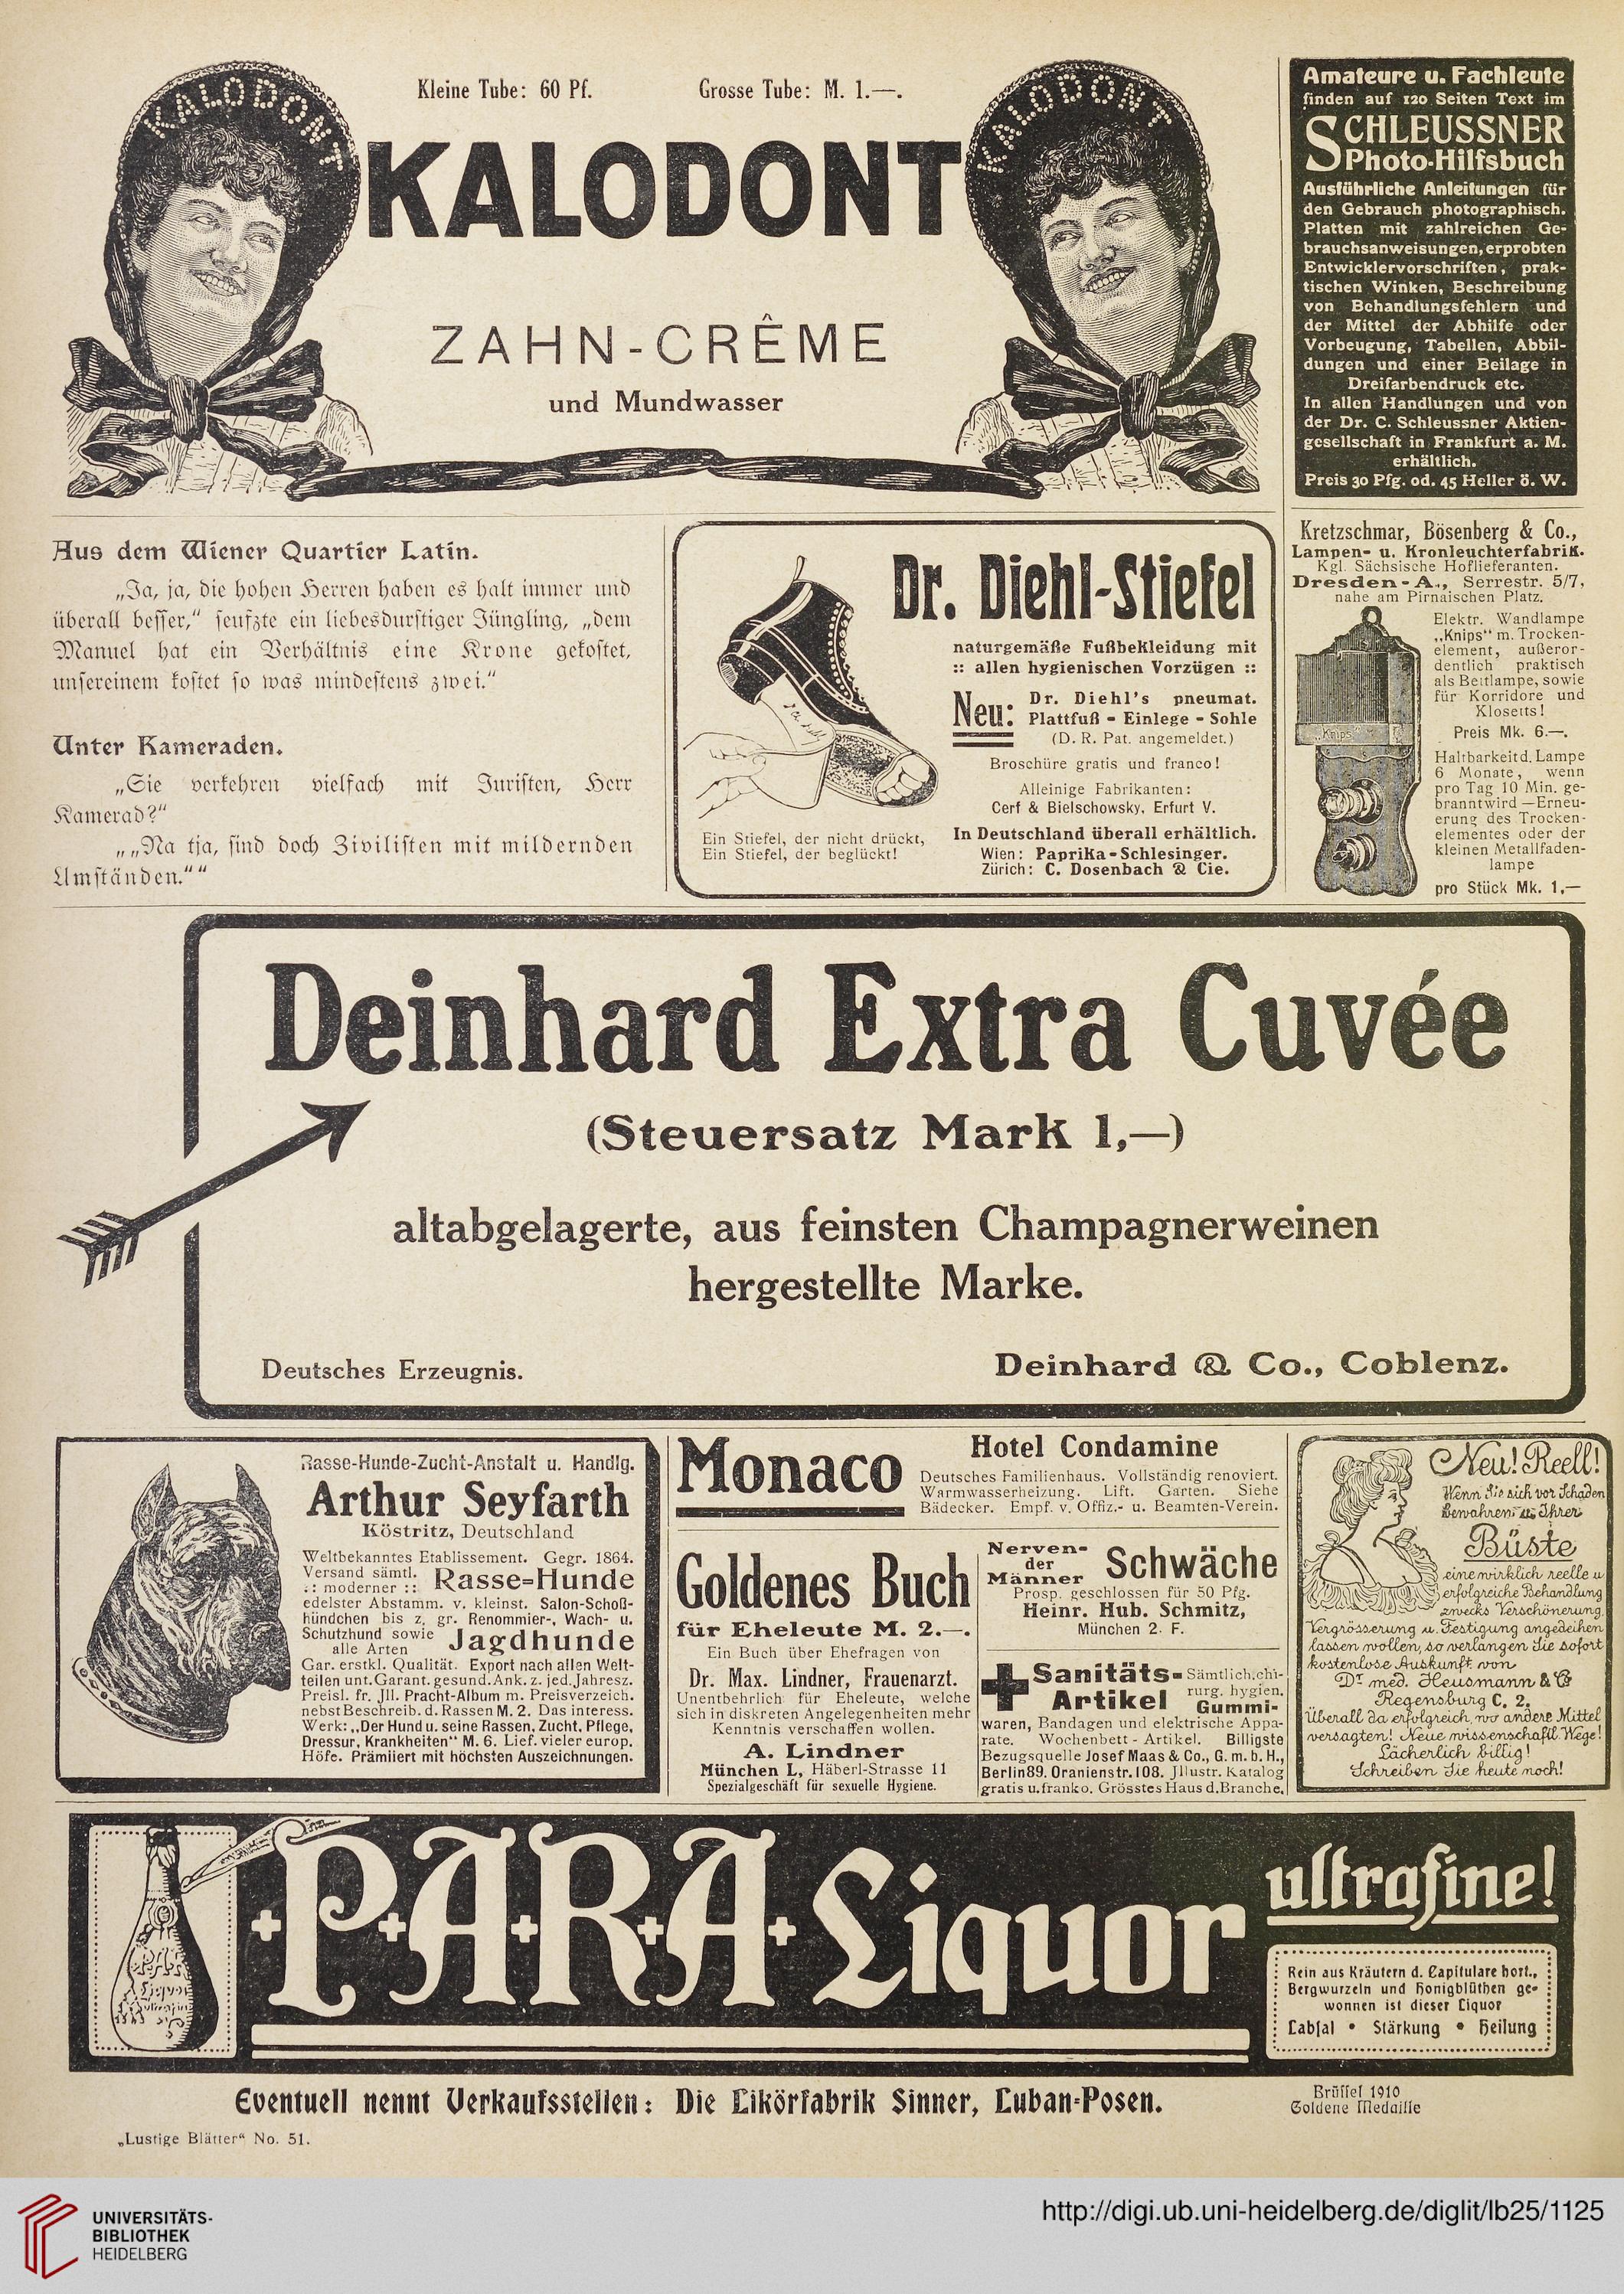 KALODONT
Kleine Tube: 60 Pf.
Grosse Tube: M. 1.—.
KALODONT
KALODONT
ZAHN-CRÊME
und Mundwasser
Amateure u. Fachleute
finden auf 120 Seiten Text im
SCHLEUSSNER
Photo-Hilfsbuch
Ausführliche Anleitungen für
den Gebrauch photographisch.
Platten mit zahlreichen Ge-
brauchsanweisungen, erprobten
Entwicklervorschriften, prak-
tischen Winken, Beschreibung
von Behandlungsfehlern und
der Mittel der Abhilfe oder
Vorbeugung, Tabellen, Abbil-
dungen und einer Beilage in
Dreifarbendruck etc.
In allen Handlungen und von
der Dr. C. Schleussner Aktien-
gesellschaft in Frankfurt a. M.
erhältlich.
Preis 30 Pfg. od. 45 Heller ö. W.
Aus dem Wiener Quartier Latin.
„Ja, ja, die hohen Herren haben es halt immer und
überall besser,“ seufzte ein liebesdurstiger Jüngling, „dem
Manuel hat ein Verhältnis eine Krone gekostet,
unsereinem kostet so was mindestens zwei.“
Unter Kameraden.
„Sie verkehren vielfach mit Juristen, Herr
Kamerad?“
„„Na tja, sind doch Zivilisten mit mildernden
Umständen.““
Dr. Diehl-Stiefel
naturgemäße Fußbekleidung mit
:: allen hygienischen Vorzügen ::
Neu:
Dr. Diehl's pneumat.
Plattfuß - Einlege - Sohle
(D. R. Pat. angemeldet.)
Broschüre gratis und franco!
Alleinige Fabrikanten:
Cerf & Bielschowsky, Erfurt V.
In Deutschland überall erhältlich.
Wien: Paprika-Schlesinger.
Zürich: C. Dosenbach & Cie.
Ein Stiefel, der nicht drückt,
Ein Stiefel, der beglückt!
Kretzschmar, Bösenberg & Co.,
Lampen- u. Kronleuchterfabrik.
Kgl. Sächsische Hoflieferanten.
Dresden-A., Serrestr. 5/7,
nahe am Pirnaischen Platz.
Elektr. Wandlampe
„Knips“ m. Trocken-
element, außeror-
dentlich praktisch
als Bettlampe, sowie
für Korridore und
Klosetts!
Preis Mk. 6.—.
Haltbarkeit d. Lampe
6 Monate, wenn
pro Tag 10 Min. ge-
brannt wird — Erneu-
erung des Trocken-
elementes oder der
kleinen Metallfaden-
lampe
pro Stück Mk. 1,—
„Knips“
Deinhard Extra Cuvée
(Steuersatz Mark 1,—)
altabgelagerte, aus feinsten Champagnerweinen
hergestellte Marke.
Deutsches Erzeugnis.
Deinhard & Co., Coblenz.
Rasse-Hunde-Zucht-Anstalt u. Handlg.
Arthur Seyfarth
Köstritz, Deutschland
Weltbekanntes Etablissement. Gegr. 1864.
Versand sämtl.
.: moderner ::
Rasse-Hunde
edelster Abstamm. v. kleinst. Salon-Schoß-
hündchen bis z. gr. Renommier-, Wach- u.
Schutzhund sowie
alle Arten
Jagdhunde
Gar. erstkl. Qualität. Export nach allen Welt-
teilen unt. Garant. gesund. Ank. z. jed. Jahresz.
Preisl. fr. Jll. Pracht-Album m. Preisverzeich.
nebst Beschreib. d. Rassen M. 2. Das interess.
Werk: „Der Hund u. seine Rassen, Zucht, Pflege,
Dressur, Krankheiten“ M. 6. Lief. vieler europ.
Höfe. Prämiiert mit höchsten Auszeichnungen.
Monaco
Hotel Condamine
Deutsches Familienhaus. Vollständig renoviert.
Warmwasserheizung. Lift. Garten. Siehe
Bädecker. Empf. v. Offiz.- u. Beamten-Verein.
Goldenes Buch
für Eheleute M. 2.—.
Ein Buch über Ehefragen von
Dr. Max. Lindner, Frauenarzt.
Unentbehrlich für Eheleute, welche
sich in diskreten Angelegenheiten mehr
Kenntnis verschaffen wollen.
A. Lindner
München L, Häberl-Strasse 11
Spezialgeschäft für sexuelle Hygiene.
Nerven-
der
Männer
Schwäche
Prosp. geschlossen für 50 Pfg.
Heinr. Hub. Schmitz,
München 2. F.
Sanitäts-
Artikel
Sämtlich. chi-
rurg. hygien.
Gummi-
waren, Bandagen und elektrische Appa-
rate. Wochenbett-Artikel. Billigste
Bezugsquelle Josef Maas & Co., G. m. b. H.,
Berlin 89. Oranienstr. 108. Jllustr. Katalog
gratis u. franko. Grösstes Haus d. Branche.
Neu! Reell!
Wenn Sie sich vor Schaden
bewahren Ihrer
Büste
eine wirklich reelle u
erfolgreiche Behandlung
zwecks Verschönerung,
Vergrösserung u. Festigung angedeihen
lassen wollen, so verlangen Sie sofort
kostenlose Auskunft von
Dr. med. Heusmann & Co
Regensburg C. 2.
Überall da erfolgreich, wo andere Mittel
versagten! Neue wissenschaftl. Wege!
Lächerlich billig!
Schreiben Sie heute noch!
P·A·R·A· Liquor
ultrafine!
Rein aus Kräutern d. Capitulare hort.,
Bergwurzeln und Honigblüthen ge-
wonnen ist dieser Liquor
Labsal • Stärkung • Heilung
Eventuell nennt Verkaufsstellen: Die Likörfabrik Sinner, Luban-Posen.
Brüssel 1910
Goldene Medaille
„Lustige Blätter“ No. 51.
UNIVERSITÄTS-
BIBLIOTHEK
HEIDELBERG
http://digi.ub.uni-heidelberg.de/diglit/lb25/1125